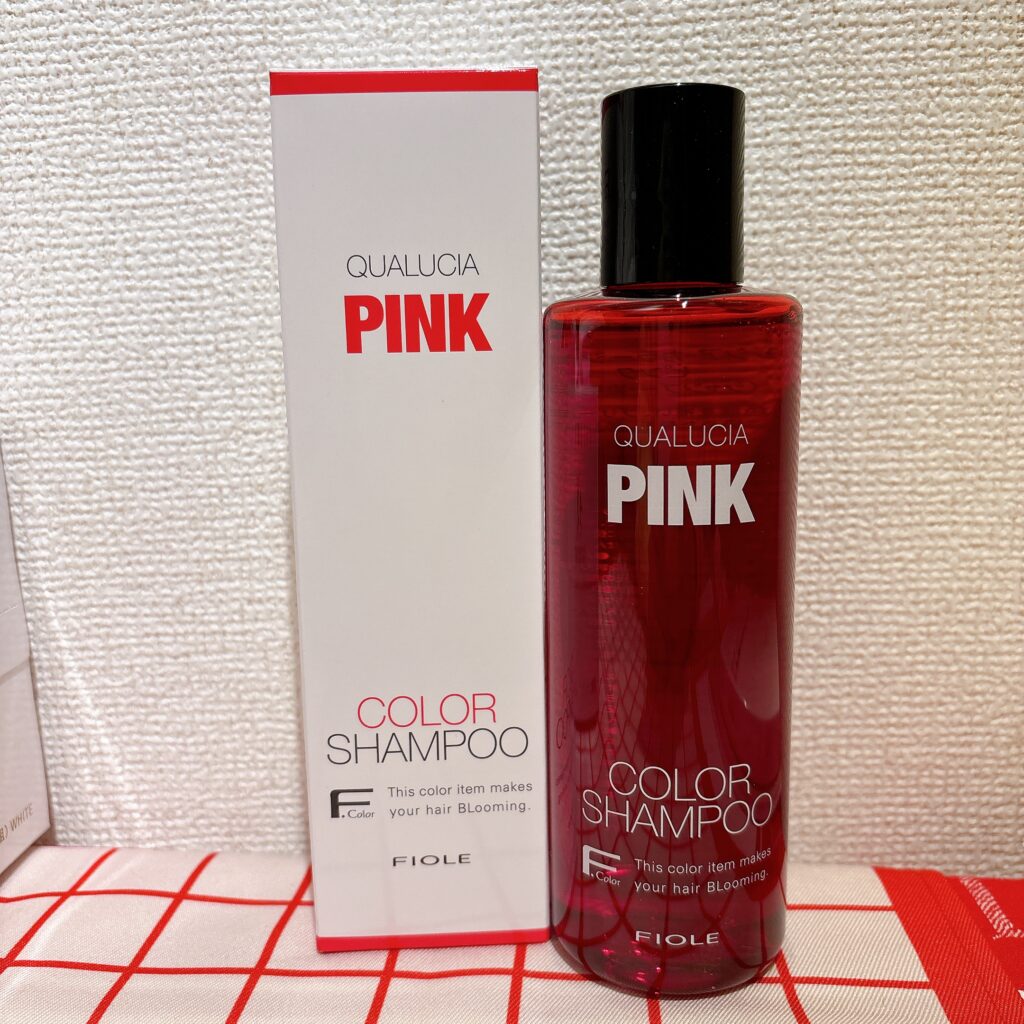 QUALUCIA
PINK
COLOR
SHAMPOO
F.Color
This color item makes
your hair BLooming.
FIOLE
QUALUCIA
PINK
COLOR
SHAMPOO
F.Color
This color item makes
your hair BLooming.
FIOLE
WHITE